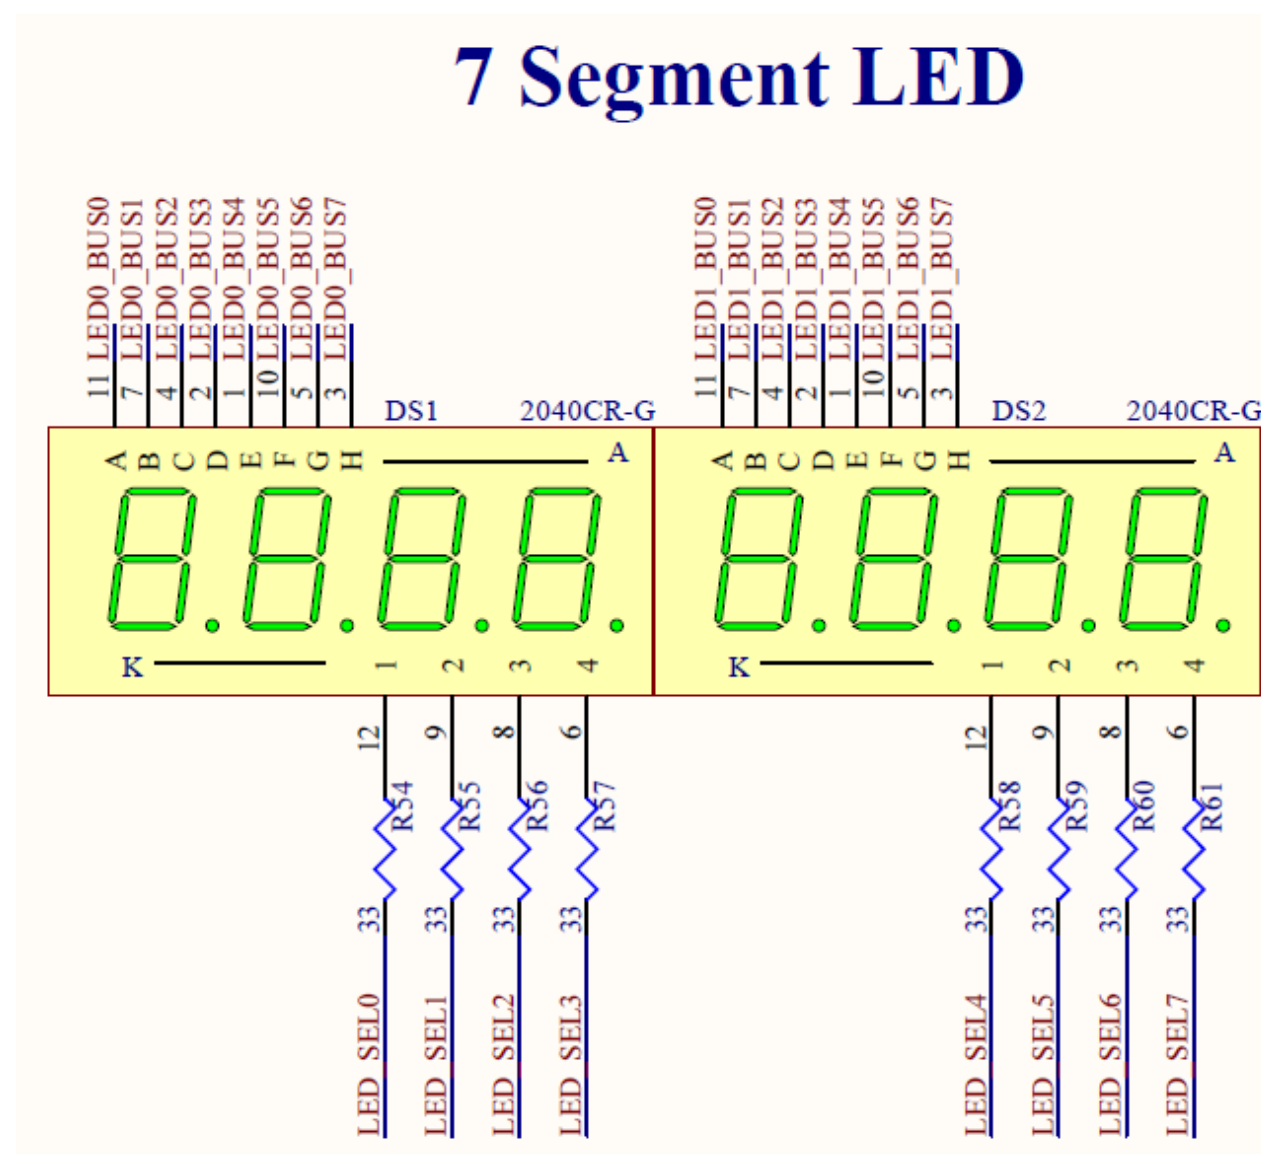 7 Segment LED
LED0_BUS0
LED0_BUS1
LED0_BUS2
LED0_BUS3
LED0_BUS4
LED0_BUS5
LED0_BUS6
LED0_BUS7
LED1_BUS0
LED1_BUS1
LED1_BUS2
LED1_BUS3
LED1_BUS4
LED1_BUS5
LED1_BUS6
LED1_BUS7
11 7 4 2 1 10 5 3
11 7 4 2 1 10 5 3
DS1 2040CR-G
DS2 2040CR-G
A B C D E F G H A
A B C D E F G H A
K 1 2 3 4
K 1 2 3 4
12 9 8 6
12 9 8 6
R54 R55 R56 R57
R58 R59 R60 R61
33 33 33 33
33 33 33 33
LED_SEL0
LED_SEL1
LED_SEL2
LED_SEL3
LED_SEL4
LED_SEL5
LED_SEL6
LED_SEL7